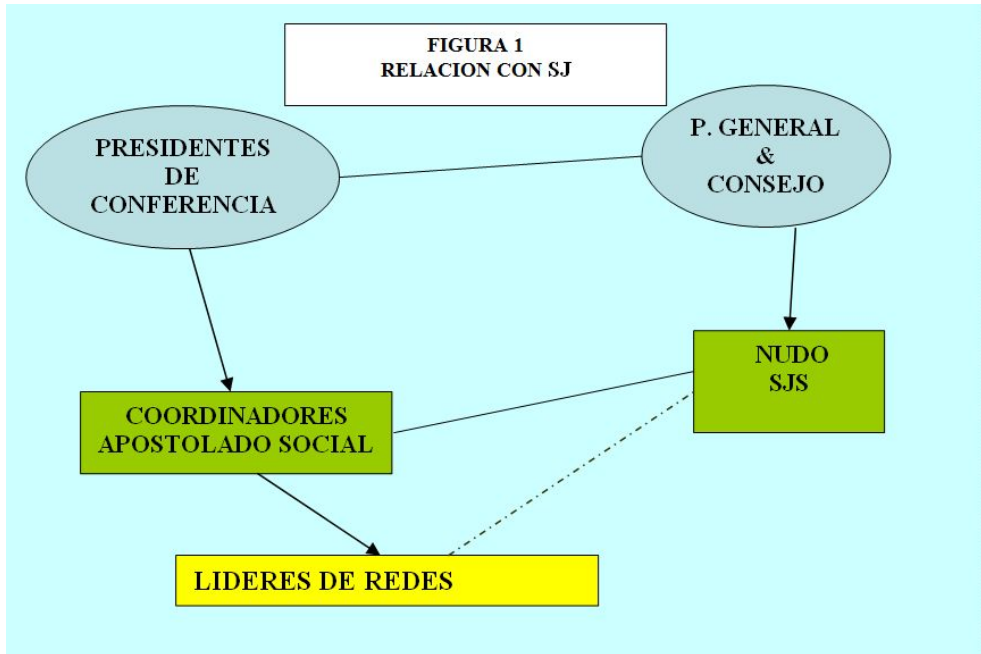 FIGURA 1
RELACION CON SJ
PRESIDENTES
DE
CONFERENCIA
P. GENERAL
&
CONSEJO
NUDO
SJS
COORDINADORES
APOSTOLADO SOCIAL
LIDERES DE REDES